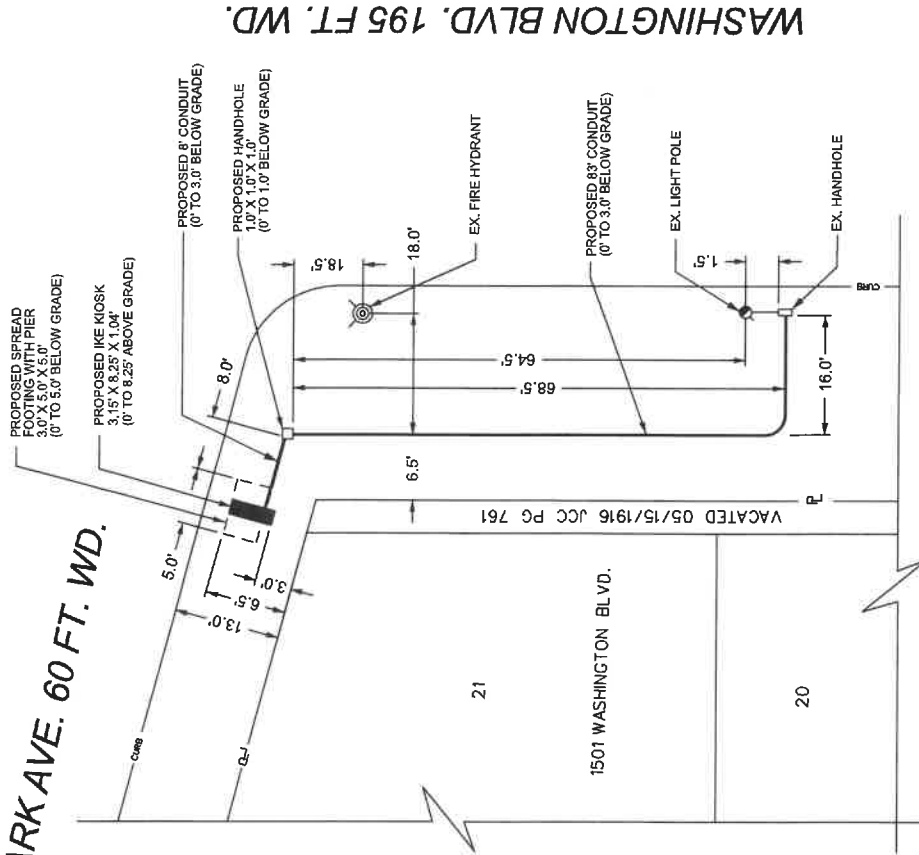 WASHINGTON BLVD. 195 FT. WD.
RK AVE. 60 FT. WD.
PROPOSED SPREAD
FOOTING WITH PIER
3.0' X 5.0' X 5.0'
(0' TO 5.0' BELOW GRADE)
PROPOSED IKE KIOSK
3.15' X 8.25' X 1.04'
(0' TO 8.25' ABOVE GRADE)
PROPOSED 8' CONDUIT
(0' TO 3.0' BELOW GRADE)
PROPOSED HANDHOLE
1.0' X 1.0' X 1.0'
(0' TO 1.0' BELOW GRADE)
EX. FIRE HYDRANT
PROPOSED 83' CONDUIT
(0' TO 3.0' BELOW GRADE)
EX. LIGHT POLE
EX. HANDHOLE
8.0'
5.0'
3.0'
6.5'
13.0'
18.5'
18.0'
64.5'
68.5'
6.5'
1.5'
16.0'
CURB
CURB
PL
PL
VACATED 05/15/1916 JCC PG 761
21
1501 WASHINGTON BLVD.
20